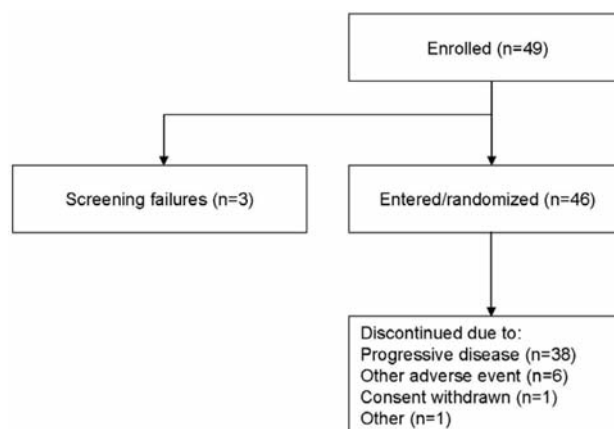 Enrolled (n=49)
Screening failures (n=3)
Entered/randomized (n=46)
Discontinued due to:
Progressive disease (n=38)
Other adverse event (n=6)
Consent withdrawn (n=1)
Other (n=1)